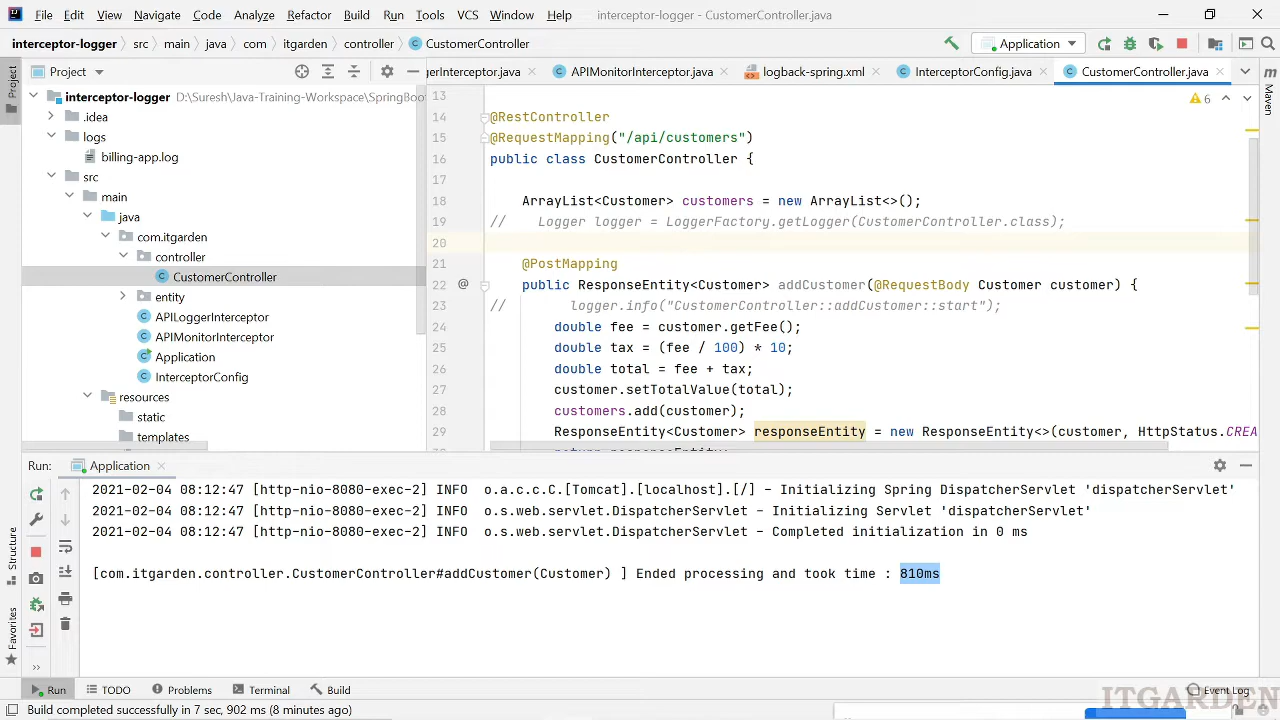 File Edit View Navigate Code Analyze Refactor Build Run Tools VCS Window Help interceptor-logger - CustomerController.java
interceptor-logger src main java com itgarden controller CustomerController Application
Project gerInterceptor.java APIMonitorInterceptor.java logback-spring.xml InterceptorConfig.java CustomerController.java
Project
Maven
interceptor-logger D:\Suresh\Java-Training-Workspace\SpringBoo
.idea
logs
billing-app.log
src
main
java
com.itgarden
controller
CustomerController
entity
APILoggerInterceptor
APIMonitorInterceptor
Application
InterceptorConfig
resources
static
templates
6
13
14 @RestController
15 @RequestMapping("/api/customers")
16 public class CustomerController {
17
18 ArrayList<Customer> customers = new ArrayList<>();
19 // Logger logger = LoggerFactory.getLogger(CustomerController.class);
20
21 @PostMapping
22 @ public ResponseEntity<Customer> addCustomer(@RequestBody Customer customer) {
23 // logger.info("CustomerController::addCustomer::start");
24 double fee = customer.getFee();
25 double tax = (fee / 100) * 10;
26 double total = fee + tax;
27 customer.setTotalValue(total);
28 customers.add(customer);
29 ResponseEntity<Customer> responseEntity = new ResponseEntity<>(customer, HttpStatus.CREA
Run: Application
2021-02-04 08:12:47 [http-nio-8080-exec-2] INFO o.a.c.c.C.[Tomcat].[localhost].[/] - Initializing Spring DispatcherServlet 'dispatcherServlet'
2021-02-04 08:12:47 [http-nio-8080-exec-2] INFO o.s.web.servlet.DispatcherServlet - Initializing Servlet 'dispatcherServlet'
2021-02-04 08:12:47 [http-nio-8080-exec-2] INFO o.s.web.servlet.DispatcherServlet - Completed initialization in 0 ms
[com.itgarden.controller.CustomerController#addCustomer(Customer) ] Ended processing and took time : 810ms
Structure
Favorites
Run TODO Problems Terminal Build Event Log
ITGARDEN
Build completed successfully in 7 sec, 902 ms (8 minutes ago)